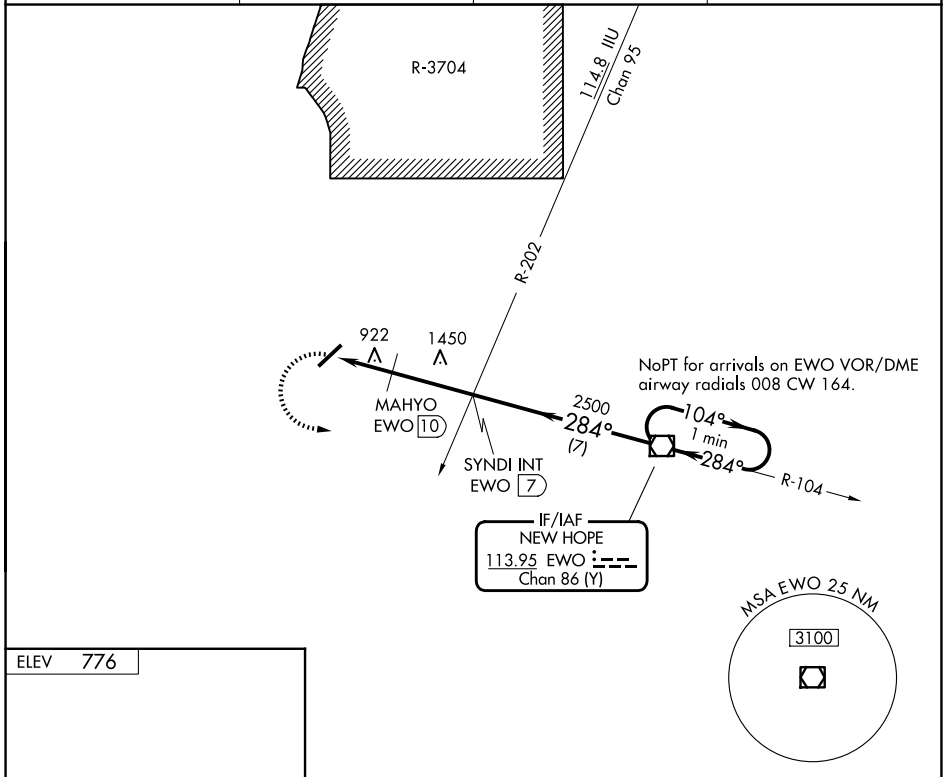 R-3704
114.8 IIU
Chan 95
R-202
922
1450
NoPT for arrivals on EWO VOR/DME
airway radials 008 CW 164.
MAHYO
EWO 10
2500
284°
(7)
104°
1 min
284°
R-104
SYNDI INT
EWO 7
IF/IAF
NEW HOPE
113.95 EWO
Chan 86 (Y)
MSA EWO 25 NM
3100
ELEV 776